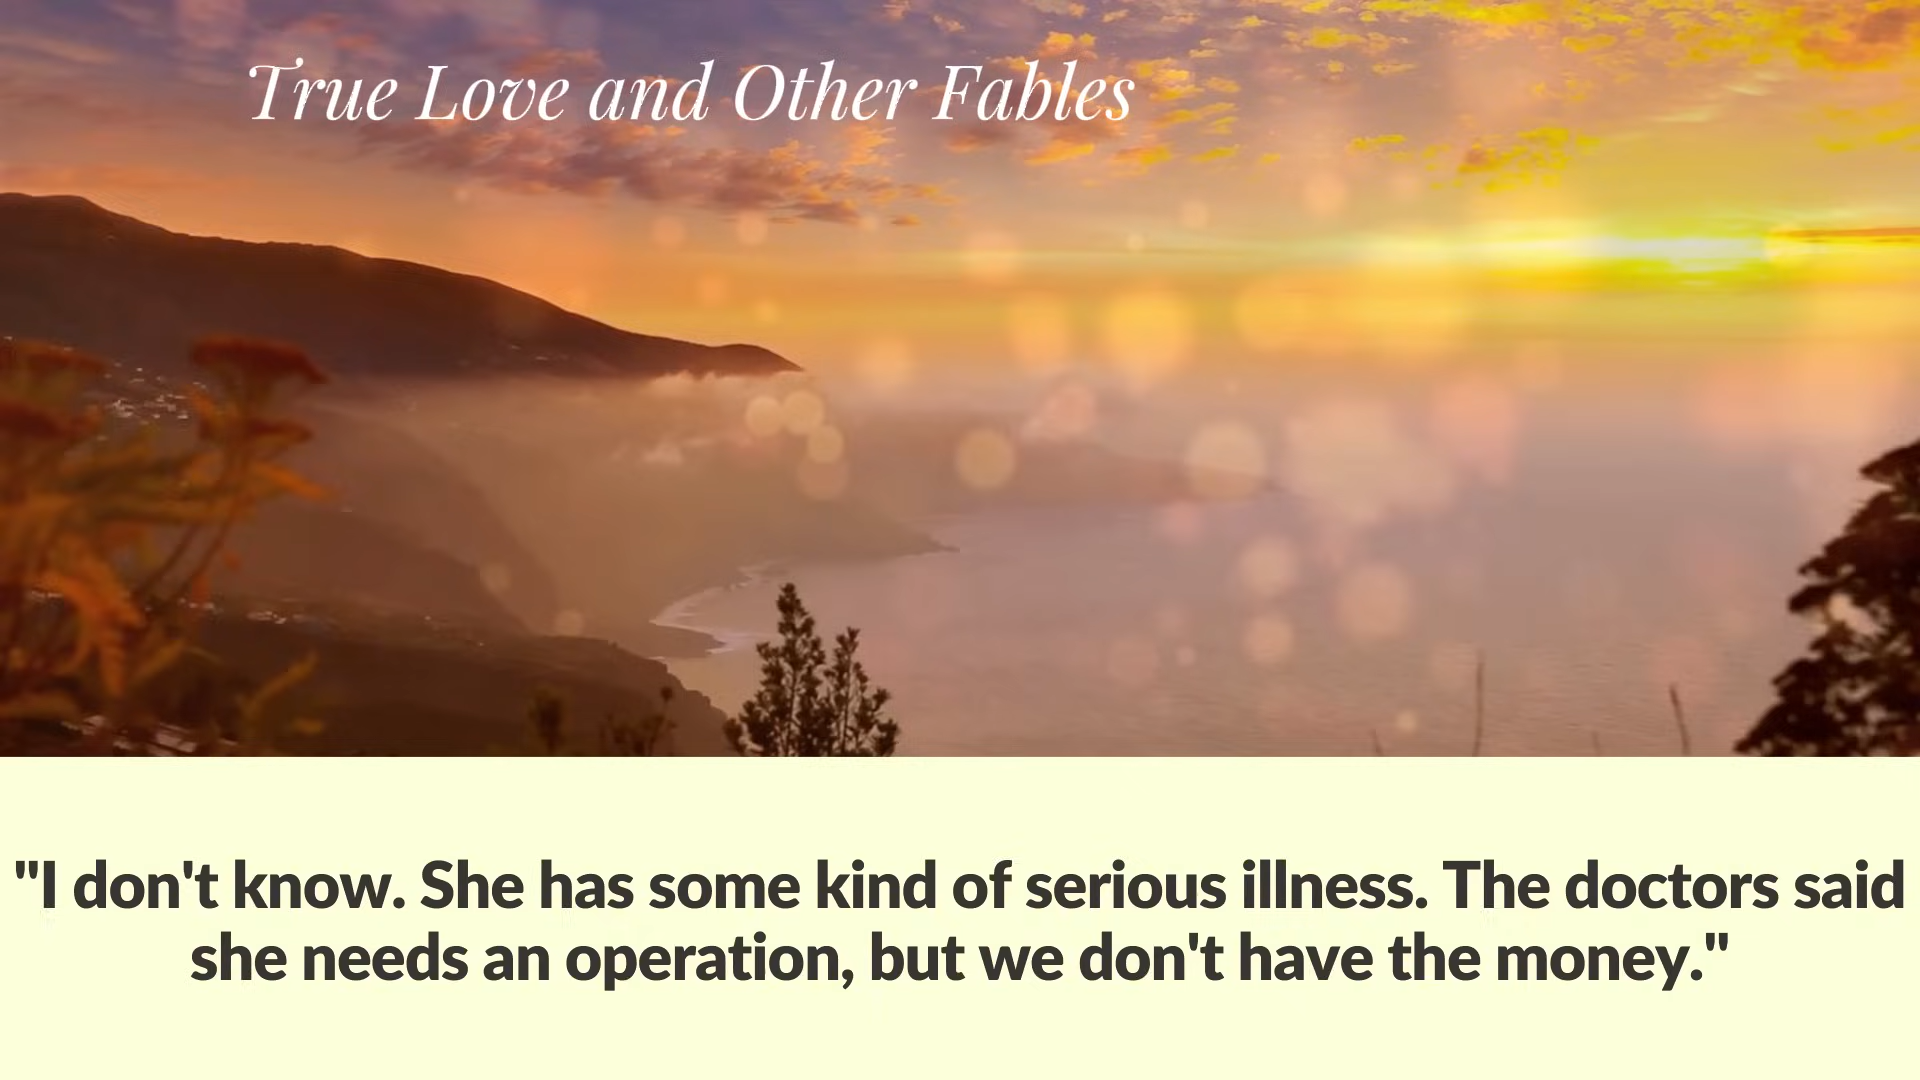 True Love and Other Fables
"I don't know. She has some kind of serious illness. The doctors said
she needs an operation, but we don't have the money."